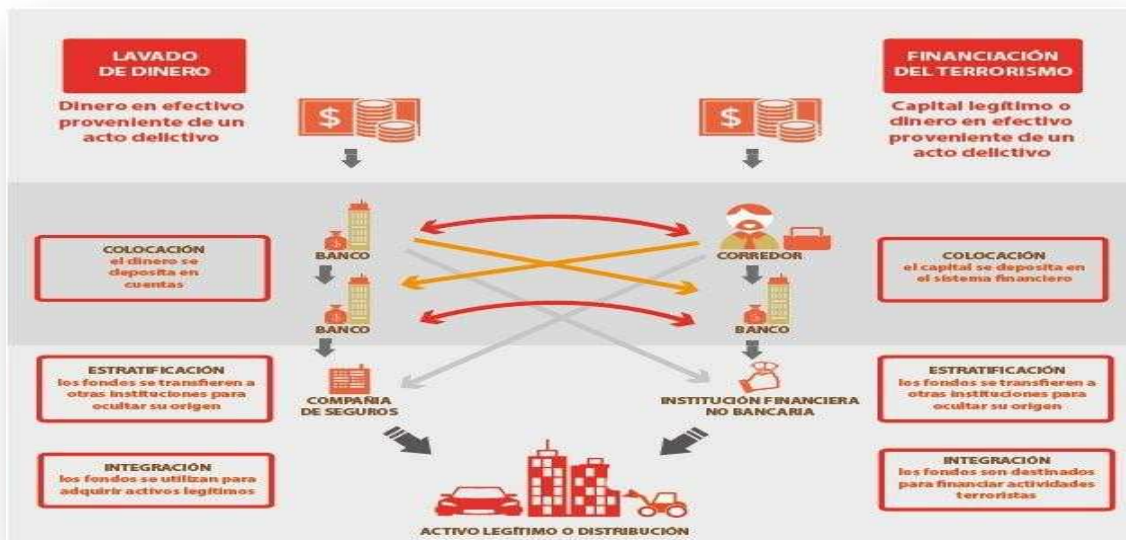 LAVADO
DE DINERO
Dinero en efectivo
proveniente de un
acto delictivo
$
$
FINANCIACIÓN
DEL TERRORISMO
Capital legítimo o
dinero en efectivo
proveniente de un
acto delictivo
COLOCACIÓN
el dinero se
deposita en
cuentas
$
BANCO
$
BANCO
CORREDOR
$
BANCO
COLOCACIÓN
el capital se deposita en
el sistema financiero
ESTRATIFICACIÓN
los fondos se transfieren a
otras instituciones para
ocultar su origen
COMPAÑIA
DE SEGUROS
INSTITUCIÓN FINANCIERA
NO BANCARIA
ESTRATIFICACIÓN
los fondos se transfieren a
otras instituciones para
ocultar su origen
INTEGRACIÓN
los fondos se utilizan para
adquirir activos legítimos
ACTIVO LEGÍTIMO O DISTRIBUCIÓN
INTEGRACIÓN
los fondos son destinados
para financiar actividades
terroristas